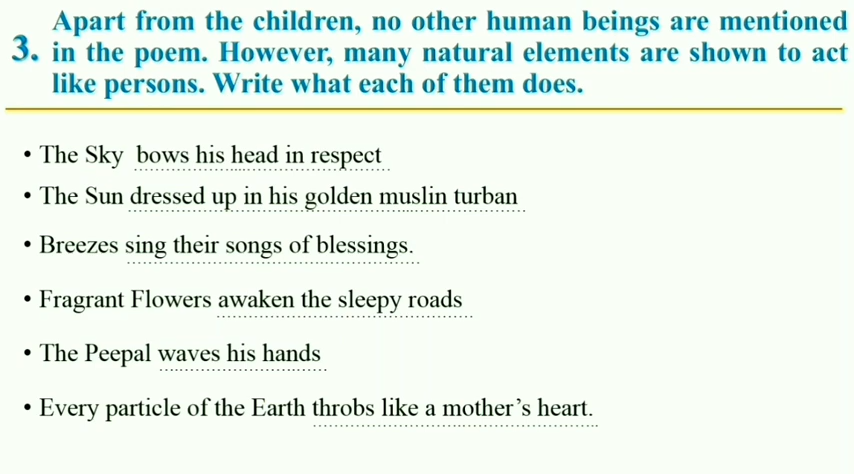 Apart from the children, no other human beings are mentioned
3. in the poem. However, many natural elements are shown to act
like persons. Write what each of them does.
• The Sky bows his head in respect
• The Sun dressed up in his golden muslin turban
• Breezes sing their songs of blessings.
• Fragrant Flowers awaken the sleepy roads
• The Peepal waves his hands
• Every particle of the Earth throbs like a mother's heart.